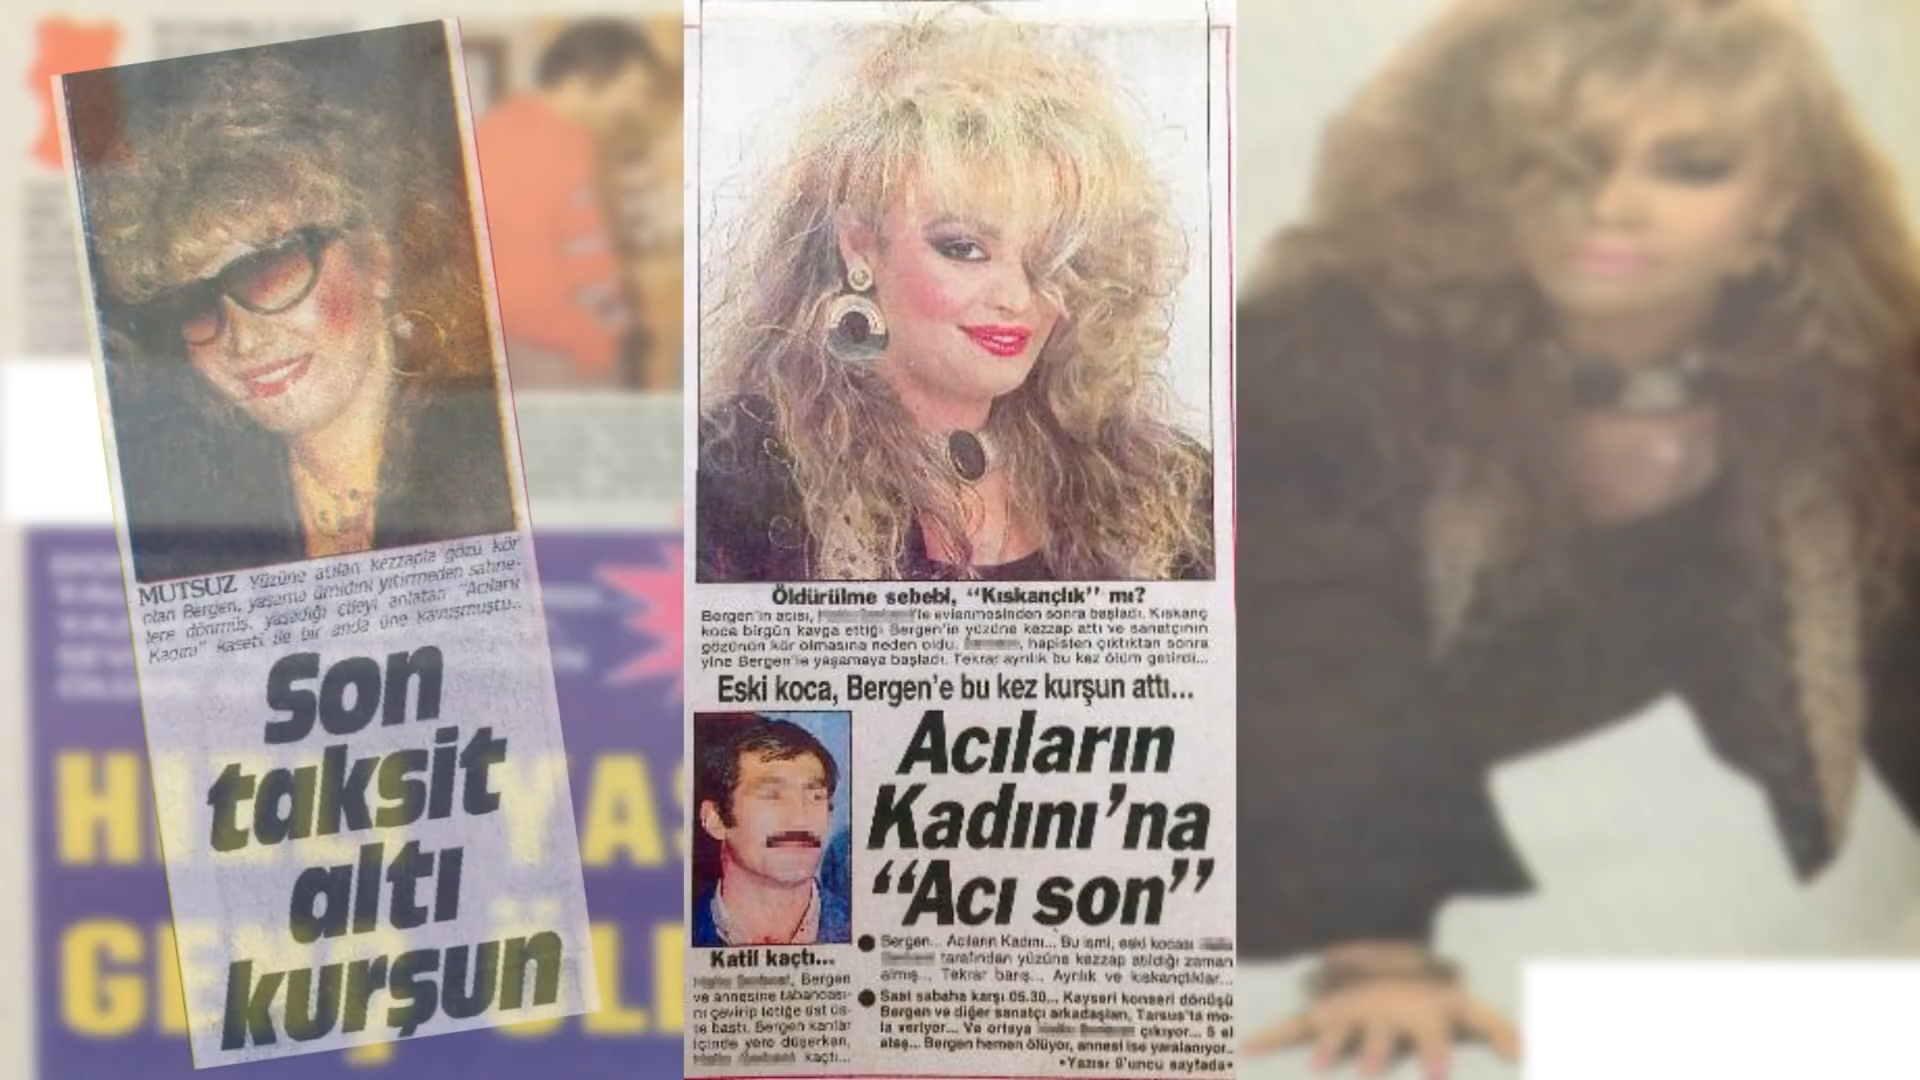 MUTSUZ Yüzüne atılan kezzapla gözü kör
olan Bergen, yaşama ümidini yitirmeden sahne-
lere dönmüş, yaşadığı çileyi anlatan "Acıların
Kadını" kaseti ile bir anda üne kavuşmuştu..
Son
taksit
altı
kurşun
Öldürülme sebebi, "Kıskançlık" mı?
Bergen'in acısı, 'le evlenmesinden sonra başladı. Kıskanç
koca birgün kavga ettiği Bergen'in yüzüne kezzap attı ve sanatçının
gözünün kör olmasına neden oldu. , hapisten çıktıktan sonra
yine Bergen'le yaşamaya başladı. Tekrar ayrılık bu kez ölüm getirdi...
Eski koca, Bergen'e bu kez kurşun attı...
Acıların
Kadını'na
"Acı son"
Katil kaçtı...
, Bergen
ve annesine tabancası-
nı çevirip tetiğe üst üs-
te bastı. Bergen kanlar
içinde yere düşerken,
kaçtı...
● Bergen... Acıların Kadını... Bu ismi, eski kocası
tarafından yüzüne kezzap atıldığı zaman
almış... Tekrar barış... Ayrılık ve kıskançlıklar...
● Saat sabaha karşı 05.30... Kayseri konseri dönüşü
Bergen ve diğer sanatçı arkadaşları, Tarsus'ta mo-
la veriyor... Ve ortaya çıkıyor... 5 el
ateş... Bergen hemen ölüyor, annesi ise yaralanıyor..
•Yazısı 9'uncu sayfada•